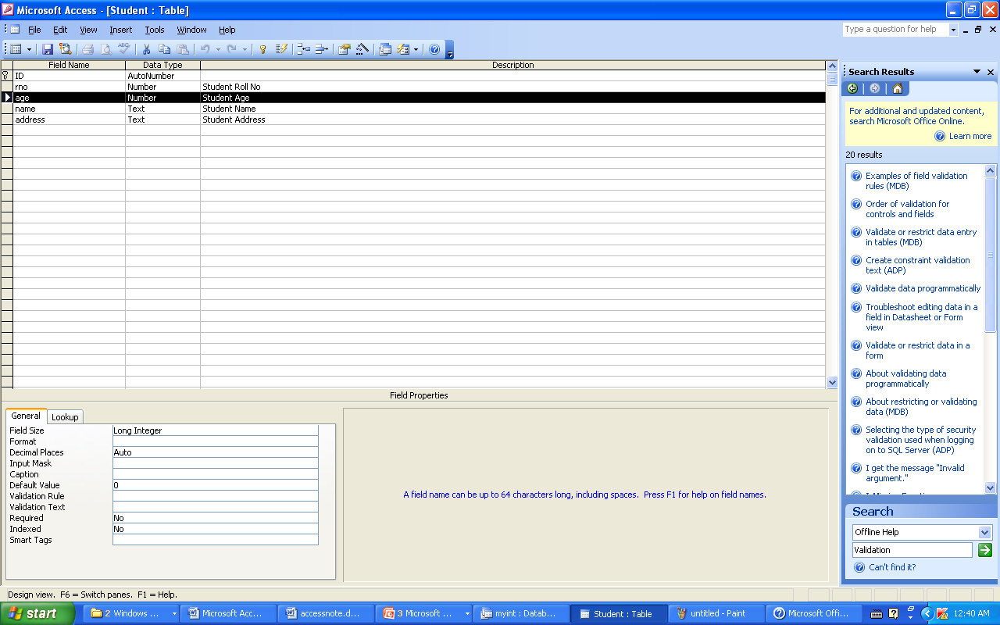 Microsoft Access - [Student : Table]
File Edit View Insert Tools Window Help
Type a question for help
Field Name Data Type Description
ID AutoNumber
rno Number Student Roll No
age Number Student Age
name Text Student Name
address Text Student Address
Field Properties
General Lookup
Field Size Long Integer
Format
Decimal Places Auto
Input Mask
Caption
Default Value 0
Validation Rule
Validation Text
Required No
Indexed No
Smart Tags
A field name can be up to 64 characters long, including spaces. Press F1 for help on field names.
Search Results
For additional and updated content,
search Microsoft Office Online.
Learn more
20 results
Examples of field validation
rules (MDB)
Order of validation for
controls and fields
Validate or restrict data entry
in tables (MDB)
Create constraint validation
text (ADP)
Validate data programmatically
Troubleshoot editing data in a
field in Datasheet or Form
view
Validate or restrict data in a
form
About validating data
programmatically
About restricting or validating
data (MDB)
Selecting the type of security
validation used when logging
on to SQL Server (ADP)
I get the message "Invalid
argument."
Search
Offline Help
Validation
Can't find it?
Design view. F6 = Switch panes. F1 = Help.
start 2 Windows ... Microsoft Acc... accessnote.d... 3 Microsoft ... myint : Datab... Student : Table untitled - Paint Microsoft Offi... 12:40 AM